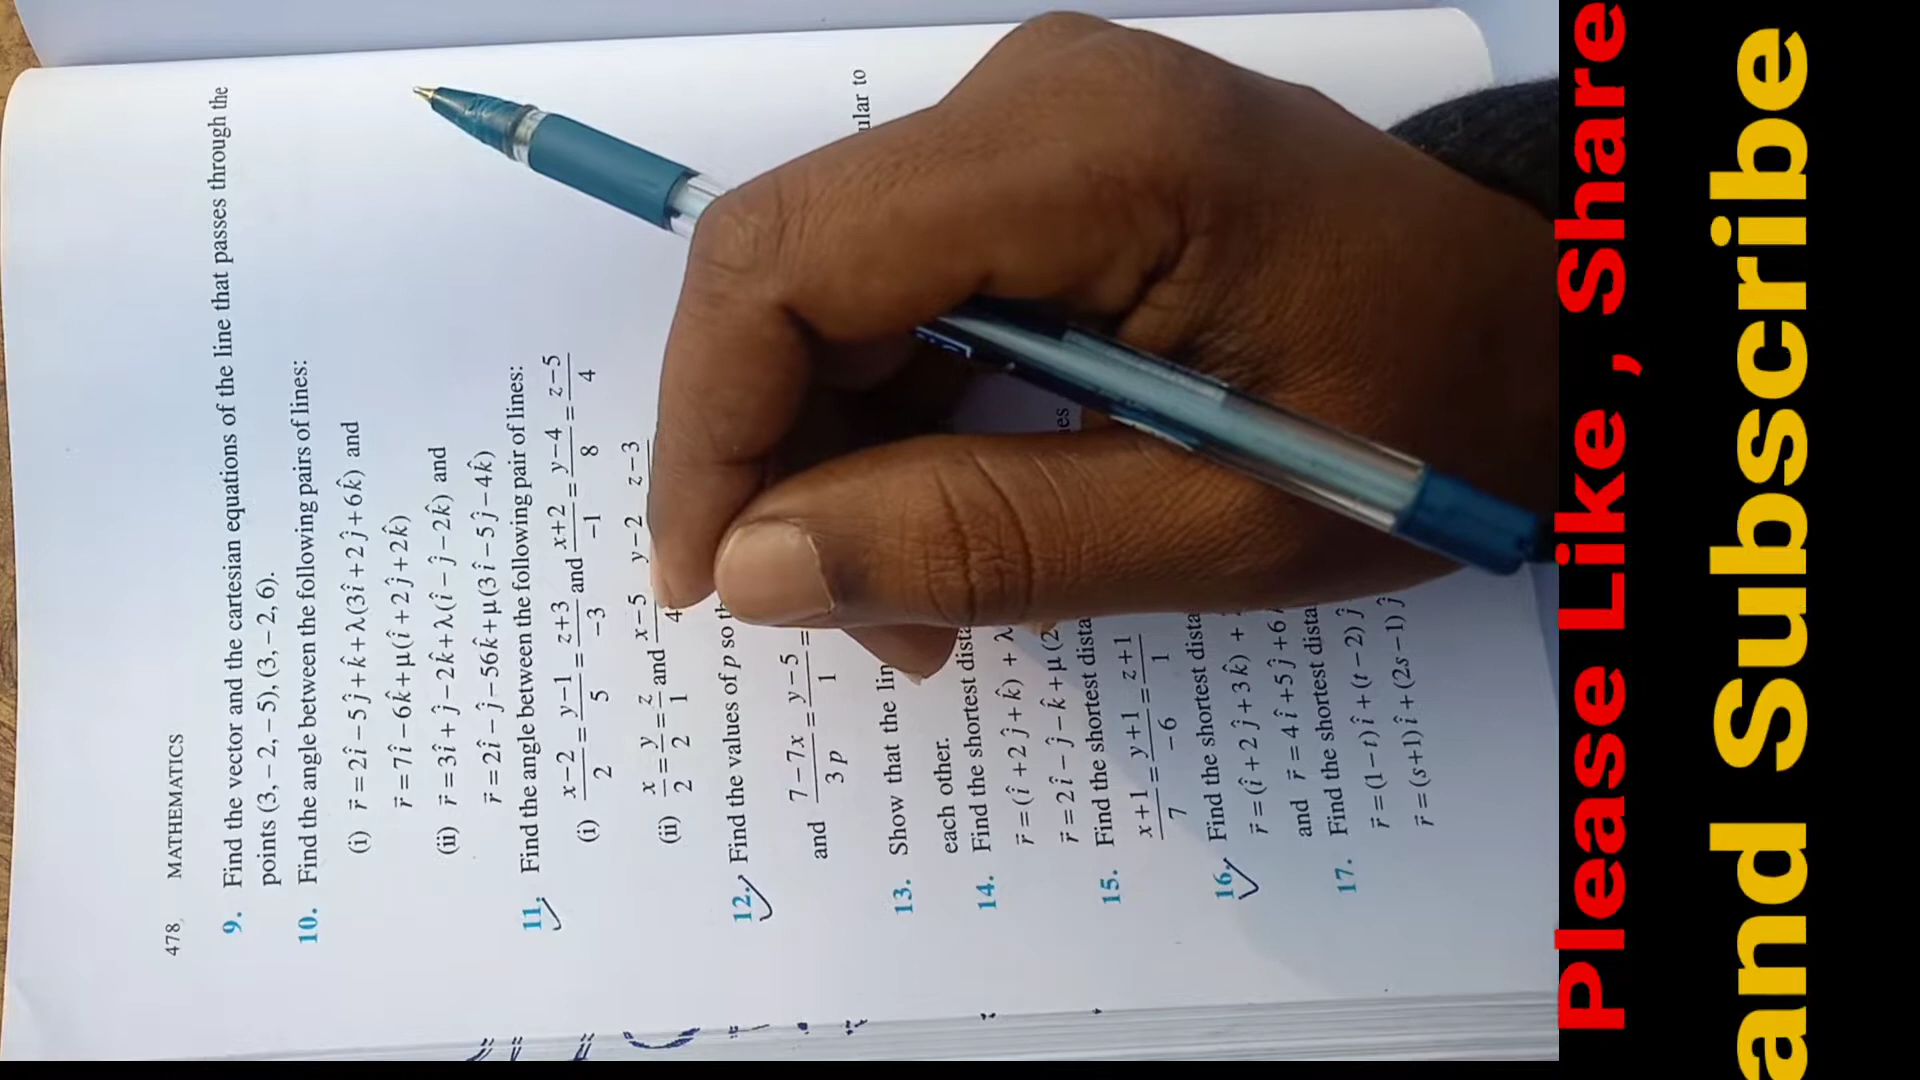 478 MATHEMATICS
9. Find the vector and the cartesian equations of the line that passes through the
points (3, – 2, – 5), (3, – 2, 6).
10. Find the angle between the following pairs of lines:
(i) r⃗ = 2î – 5ĵ + k̂ + λ(3î + 2ĵ + 6k̂) and
r⃗ = 7î – 6k̂ + μ(î + 2ĵ + 2k̂)
(ii) r⃗ = 3î + ĵ – 2k̂ + λ(î – ĵ – 2k̂) and
r⃗ = 2î – ĵ – 56k̂ + μ(3î – 5ĵ – 4k̂)
11. Find the angle between the following pair of lines:
(i) (x–2)/2 = (y–1)/5 = (z+3)/–3 and (x+2)/–1 = (y–4)/8 = (z–5)/4
(ii) x/2 = y/2 = z/1 and (x–5)/4 y–2 z–3
12. Find the values of p so
and (7–7x)/3p = (y–5)/1 =
13. Show that the ular to
each other.
14. Find the shortest
r⃗ = (î + 2ĵ + k̂) + λ
r⃗ = 2î – ĵ – k̂ + μ(2
15. Find the shortest
(x+1)/7 = (y+1)/–6 = (z+1)/1
16. Find the shortest
r⃗ = (î + 2ĵ + 3k̂) +
and r⃗ = 4î + 5ĵ + 6
17. Find the shortest
r⃗ = (1–t)î + (t–2)ĵ
r⃗ = (s+1)î + (2s–1)ĵ
Please Like , Share
and Subscribe